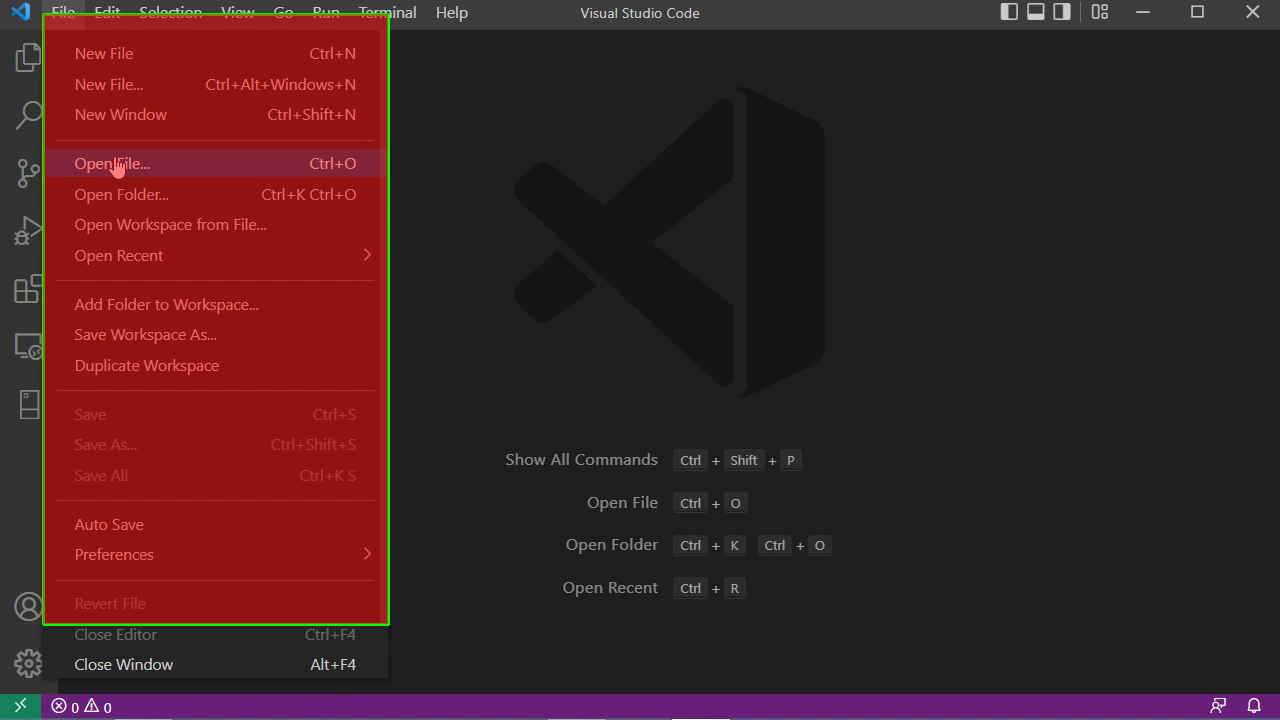 File Edit Selection View Go Run Terminal Help Visual Studio Code
New File Ctrl+N
New File... Ctrl+Alt+Windows+N
New Window Ctrl+Shift+N
Open File... Ctrl+O
Open Folder... Ctrl+K Ctrl+O
Open Workspace from File...
Open Recent
Add Folder to Workspace...
Save Workspace As...
Duplicate Workspace
Save Ctrl+S
Save As... Ctrl+Shift+S
Save All Ctrl+K S
Auto Save
Preferences
Revert File
Close Editor Ctrl+F4
Close Window Alt+F4
Show All Commands Ctrl + Shift + P
Open File Ctrl + O
Open Folder Ctrl + K Ctrl + O
Open Recent Ctrl + R
0 0